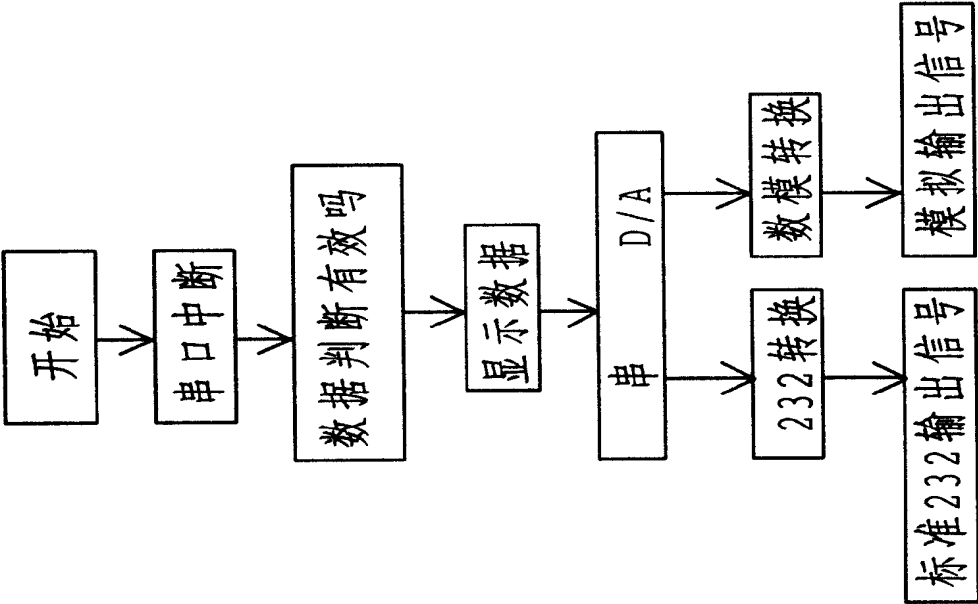 开始
串口中断
数据判断有效吗
显示数据
串 D/A
232转换
数模转换
标准232输出信号
模拟输出信号